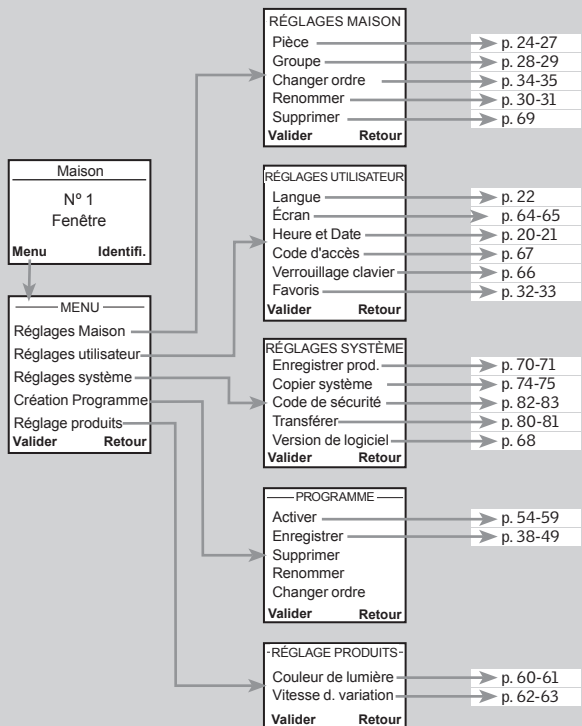 Maison
Nº 1
Fenêtre
Menu Identifi.
MENU
Réglages Maison
Réglages utilisateur
Réglages système
Création Programme
Réglage produits
Valider Retour
RÉGLAGES MAISON
Pièce p. 24-27
Groupe p. 28-29
Changer ordre p. 34-35
Renommer p. 30-31
Supprimer p. 69
Valider Retour
RÉGLAGES UTILISATEUR
Langue p. 22
Écran p. 64-65
Heure et Date p. 20-21
Code d'accès p. 67
Verrouillage clavier p. 66
Favoris p. 32-33
Valider Retour
RÉGLAGES SYSTÈME
Enregistrer prod. p. 70-71
Copier système p. 74-75
Code de sécurité p. 82-83
Transférer p. 80-81
Version de logiciel p. 68
Valider Retour
PROGRAMME
Activer p. 54-59
Enregistrer p. 38-49
Supprimer
Renommer
Changer ordre
Valider Retour
-RÉGLAGE PRODUITS-
Couleur de lumière p. 60-61
Vitesse d. variation p. 62-63
Valider Retour